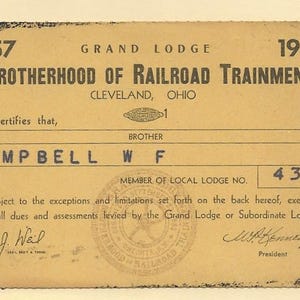 57 GRAND LODGE 19
ROTHERHOOD OF RAILROAD TRAINMEN
CLEVELAND, OHIO
ertifies that, 1
BROTHER
MPBELL W F
MEMBER OF LOCAL LODGE NO. 43
ject to the exceptions and limitations set forth on the back hereof, exe
ll dues and assessments levied by the Grand Lodge or Subordinate Lo
President